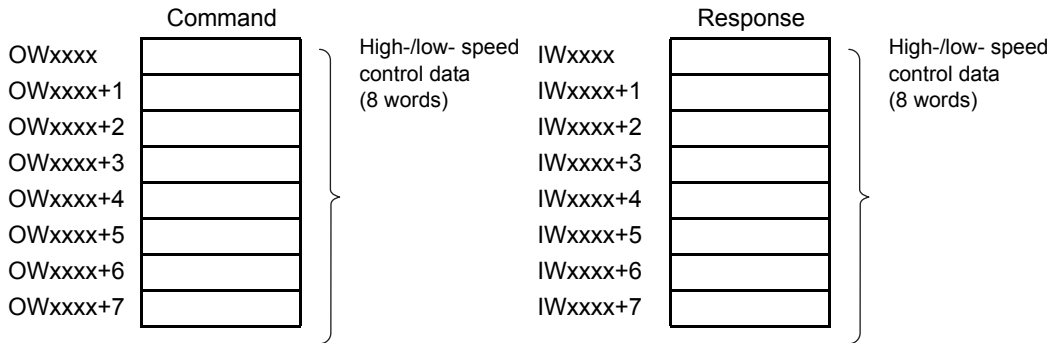 Command
OWxxxx
OWxxxx+1
OWxxxx+2
OWxxxx+3
OWxxxx+4
OWxxxx+5
OWxxxx+6
OWxxxx+7
High-/low- speed
control data
(8 words)
Response
IWxxxx
IWxxxx+1
IWxxxx+2
IWxxxx+3
IWxxxx+4
IWxxxx+5
IWxxxx+6
IWxxxx+7
High-/low- speed
control data
(8 words)